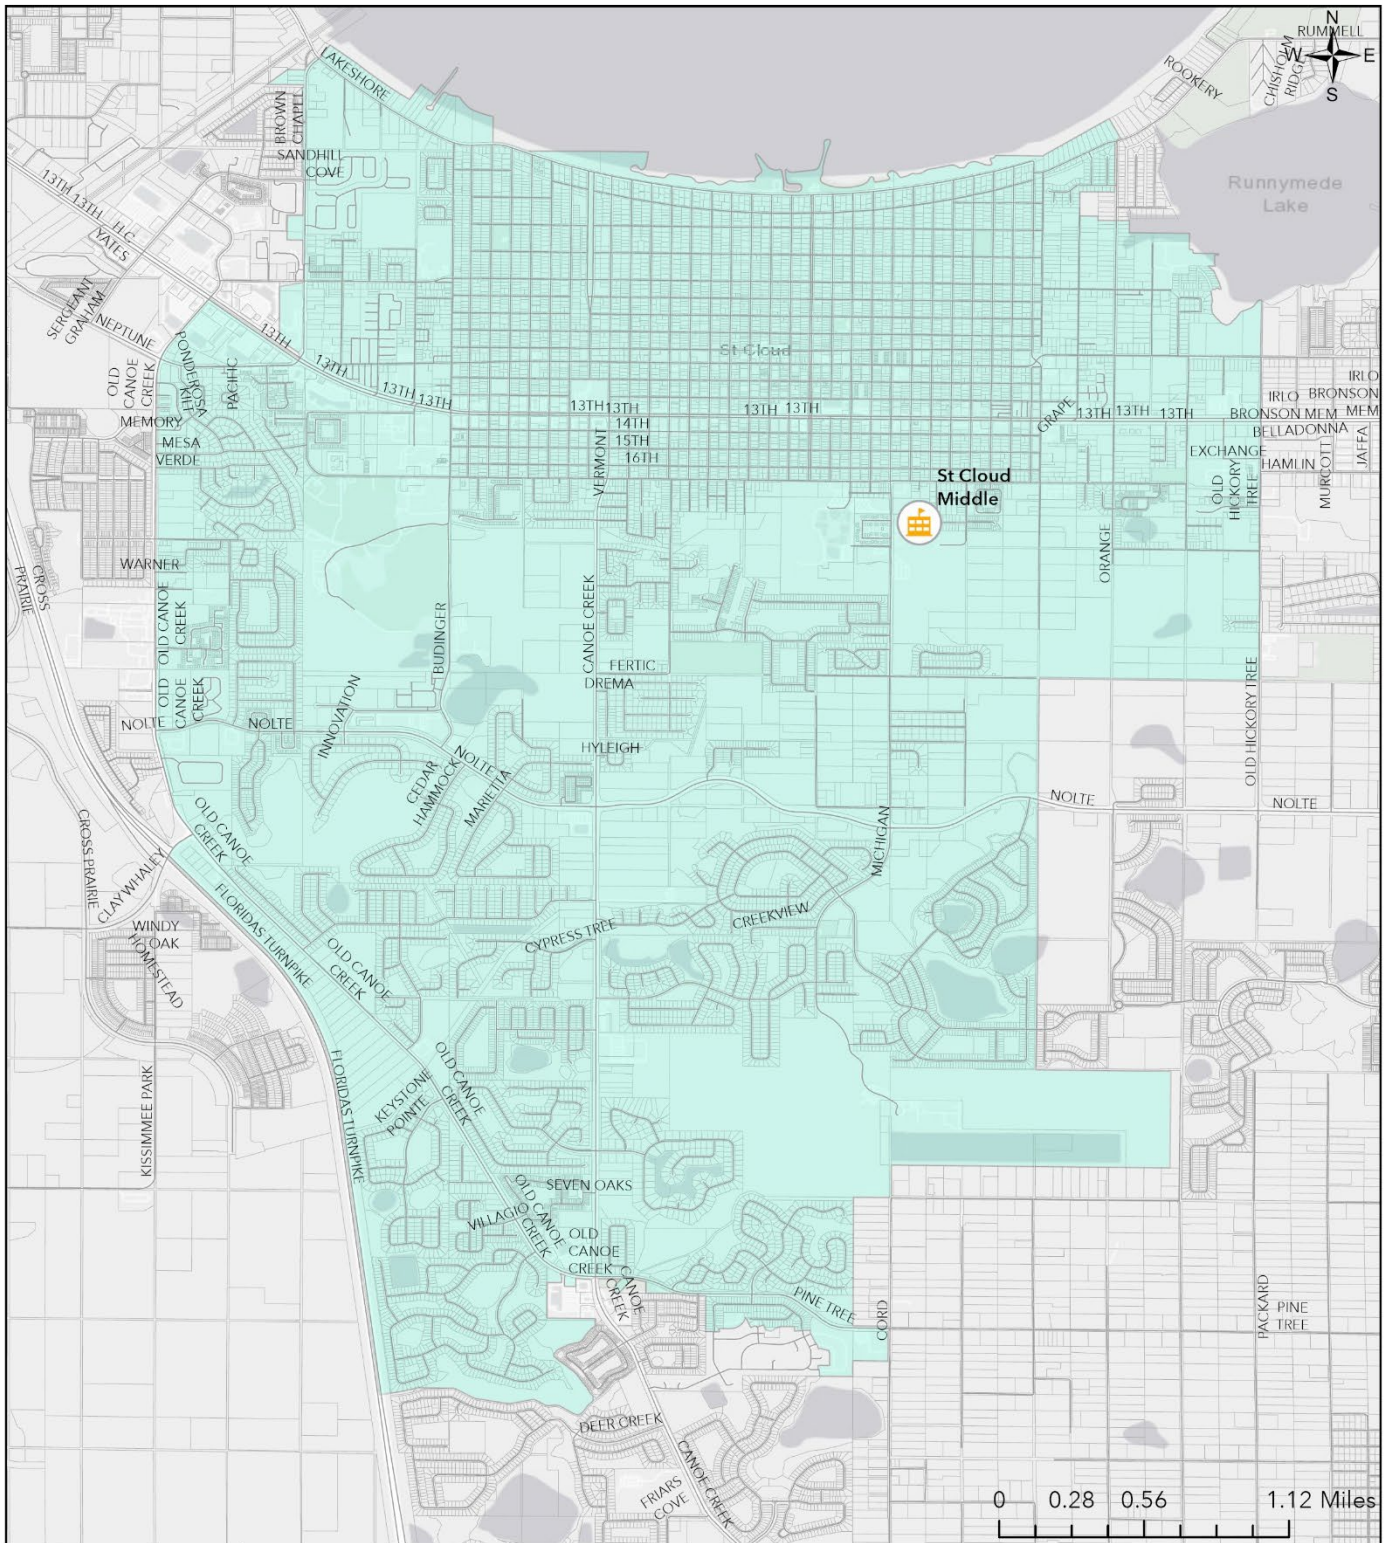 N
RUMMELL
W
E
S
CHISHOLM
RIDGE
ROOKERY
LAKESHORE
BROWN
CHAPEL
SANDHILL
COVE
Runnymede
Lake
13TH
13TH
H.C.
YATES
SERGEANT
GRAHAM
NEPTUNE
OLD
CANOE
CREEK
PONDEROSA
KILT
PACIFIC
13TH
13TH
13TH
13TH
St Cloud
13TH
13TH
13TH
13TH
14TH
15TH
16TH
VERMONT
GRAPE
13TH
13TH
13TH
IRLO
BRONSON
MEM
IRLO
BRONSON MEM
BELLADONNA
EXCHANGE
HAMLIN
MURCOTT
JAFFA
OLD
HICKORY
TREE
MEMORY
MESA
VERDE
St Cloud
Middle
ORANGE
WARNER
CROSS
PRAIRIE
OLD CANOE
CREEK
OLD
CANOE
CREEK
BUDINGER
CANOE CREEK
FERTIC
DREMA
HYLEIGH
OLD HICKORY TREE
NOLTE
NOLTE
INNOVATION
NOLTE
CEDAR
HAMMOCK
MARIETTA
NOLTE
NOLTE
MICHIGAN
OLD CANOE
CREEK
CROSS PRAIRIE
CLAY WHALEY
FLORIDAS TURNPIKE
WINDY
OAK
HOMESTEAD
OLD CANOE
CREEK
CYPRESS TREE
CREEKVIEW
KISSIMMEE PARK
FLORIDAS TURNPIKE
KEYSTONE
POINTE
OLD CANOE
CREEK
SEVEN OAKS
VILLAGIO
OLD CANOE
CREEK
OLD
CANOE
CREEK
CANOE
CREEK
PINE TREE
CORD
PACKARD
PINE
TREE
DEER CREEK
FRIARS
COVE
CANOE CREEK
0 0.28 0.56 1.12 Miles